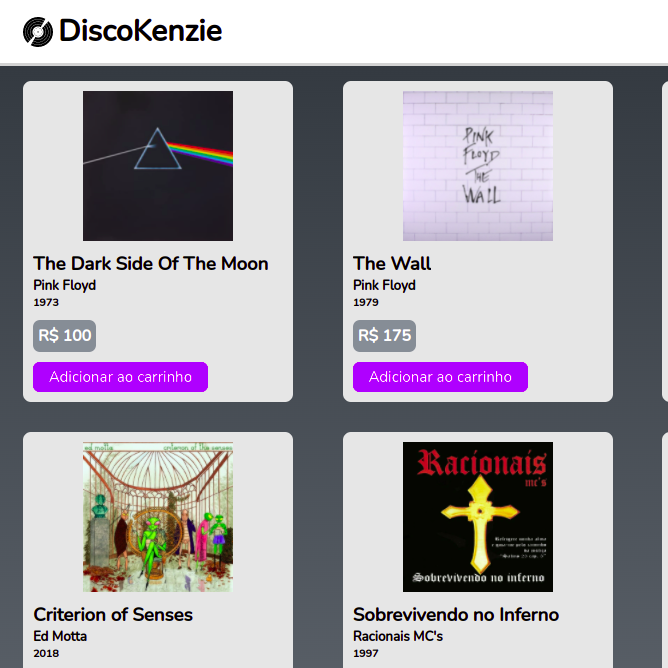 DiscoKenzie
PINK
FLOYD
THE
WALL
The Dark Side Of The Moon
Pink Floyd
1973
R$ 100
Adicionar ao carrinho
The Wall
Pink Floyd
1979
R$ 175
Adicionar ao carrinho
ed motta
criterion of the senses
Criterion of Senses
Ed Motta
2018
Racionais
mc's
Sobrevivendo no inferno
Sobrevivendo no Inferno
Racionais MC's
1997